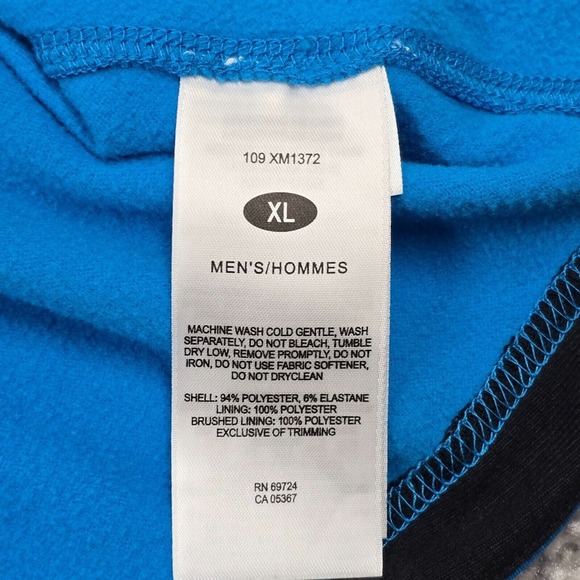 109 XM1372
XL
MEN'S/HOMMES
MACHINE WASH COLD GENTLE, WASH
SEPARATELY, DO NOT BLEACH, TUMBLE
DRY LOW, REMOVE PROMPTLY, DO NOT
IRON, DO NOT USE FABRIC SOFTENER,
DO NOT DRYCLEAN
SHELL: 94% POLYESTER, 6% ELASTANE
LINING: 100% POLYESTER
BRUSHED LINING: 100% POLYESTER
EXCLUSIVE OF TRIMMING
RN 69724
CA 05367